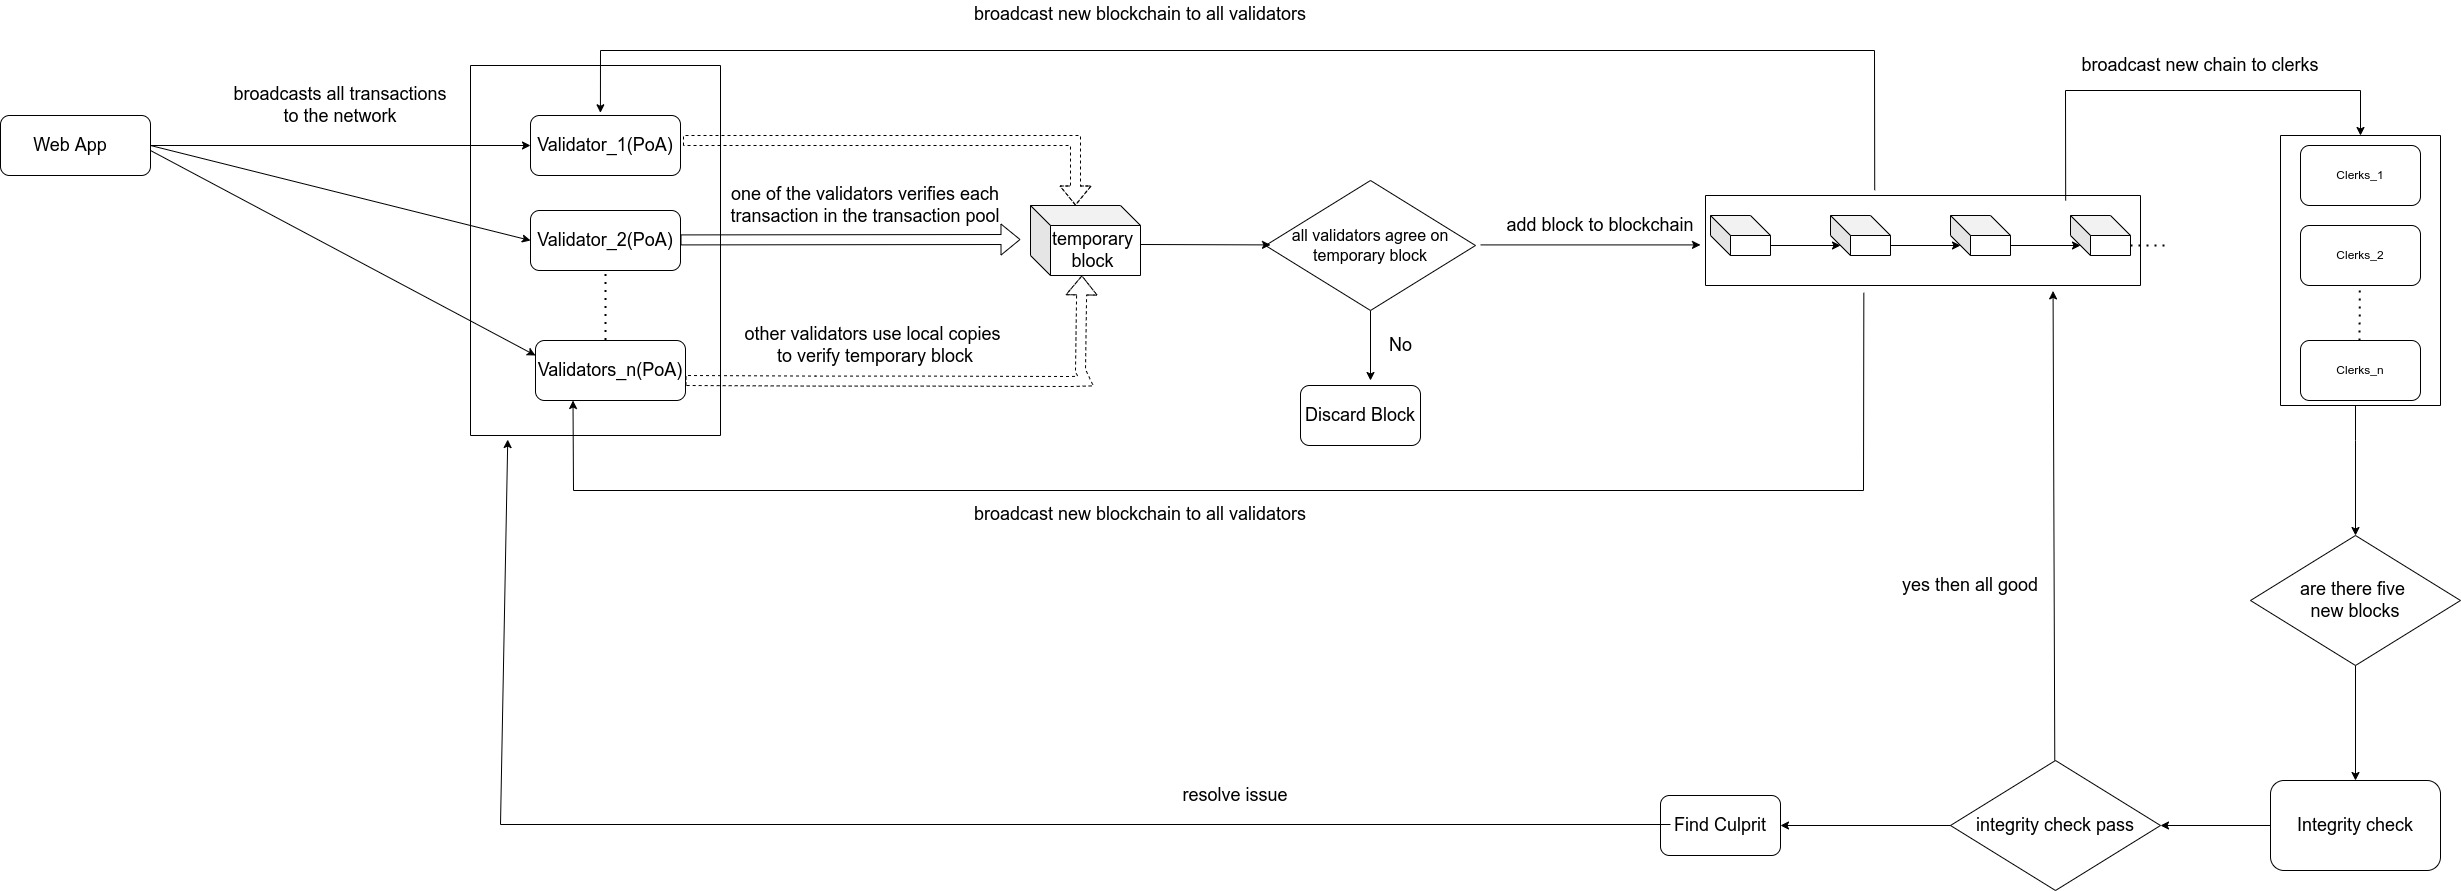 broadcast new blockchain to all validators
broadcast new chain to clerks
broadcasts all transactions
to the network
Web App
Validator_1(PoA)
Clerks_1
one of the validators verifies each
transaction in the transaction pool
add block to blockchain
Validator_2(PoA)
temporary
block
all validators agree on
temporary block
Clerks_2
other validators use local copies
to verify temporary block
No
Validators_n(PoA)
Clerks_n
Discard Block
broadcast new blockchain to all validators
yes then all good
are there five
new blocks
resolve issue
Find Culprit
integrity check pass
Integrity check